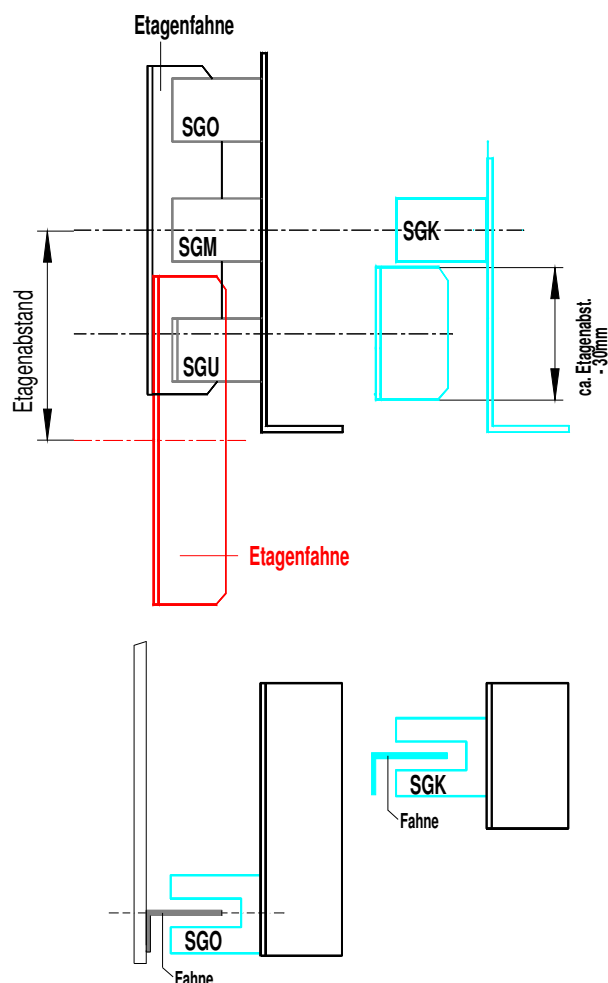 Etagenfahne
SGO
SGM
SGK
SGU
Etagenabstand
ca. Etagenabst.
- 30mm
Etagenfahne
SGK
Fahne
SGO
Fahne